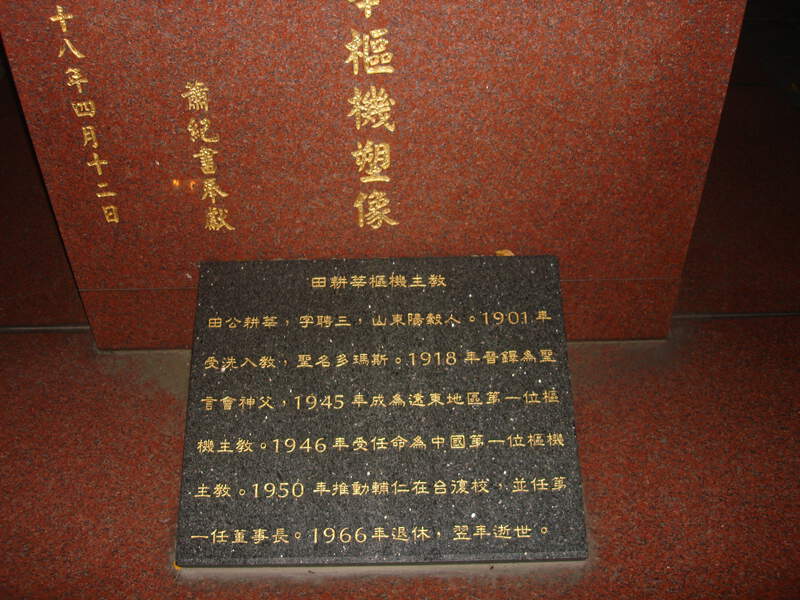 樞機塑像
蕭紀書奉獻
十八年四月十二日
田耕莘樞機主教
田公耕莘，字聘三，山東陽穀人。1901年
受洗入教，聖名多瑪斯。1918年晉鐸為聖
言會神父，1945年成為遠東地區第一位樞
機主教。1946年受任命為中國第一位樞機
主教。1950年推動輔仁在台復校，並任第
一任董事長。1966年退休，翌年逝世。